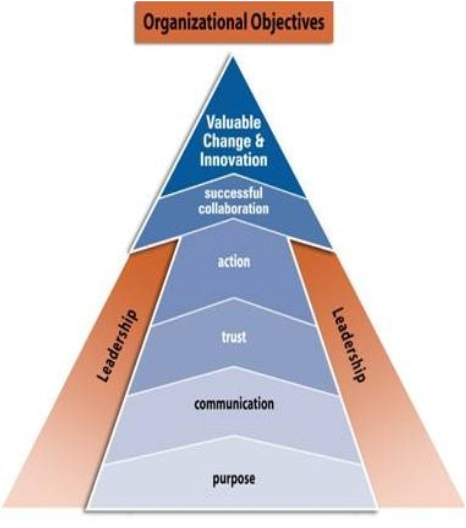 Organizational Objectives
Valuable
Change &
Innovation
successful
collaboration
action
Leadership
Leadership
trust
communication
purpose